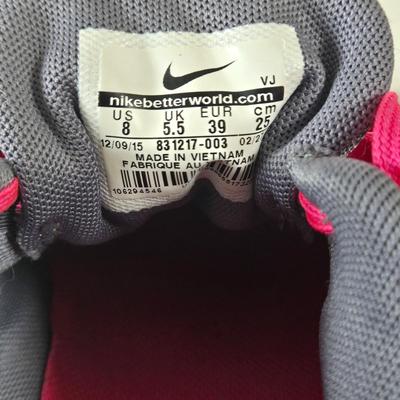 VJ
nikebetterworld.com
US UK EUR cm
8 5.5 39 25
12/09/15 831217-003 02/2
MADE IN VIETNAM
FABRIQUE AU
106294546